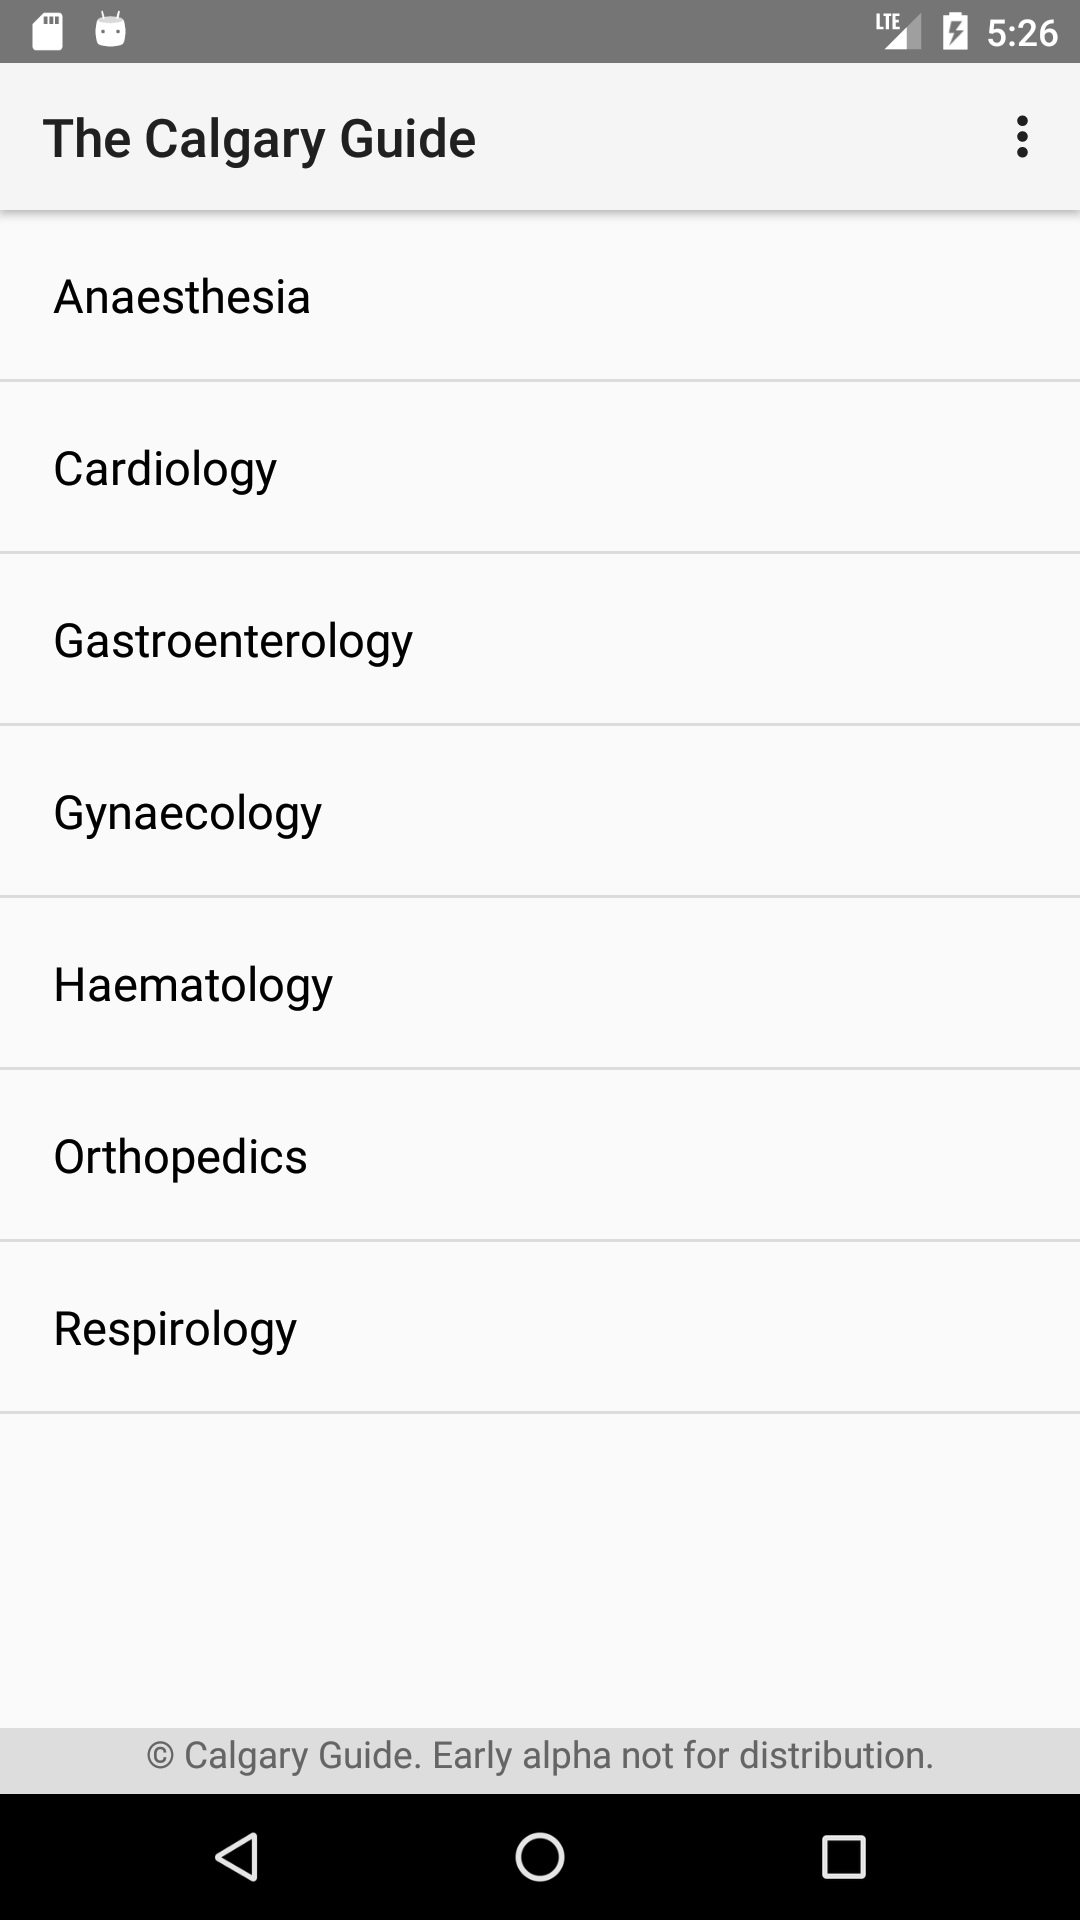 LTE 5:26
The Calgary Guide
Anaesthesia
Cardiology
Gastroenterology
Gynaecology
Haematology
Orthopedics
Respirology
© Calgary Guide. Early alpha not for distribution.